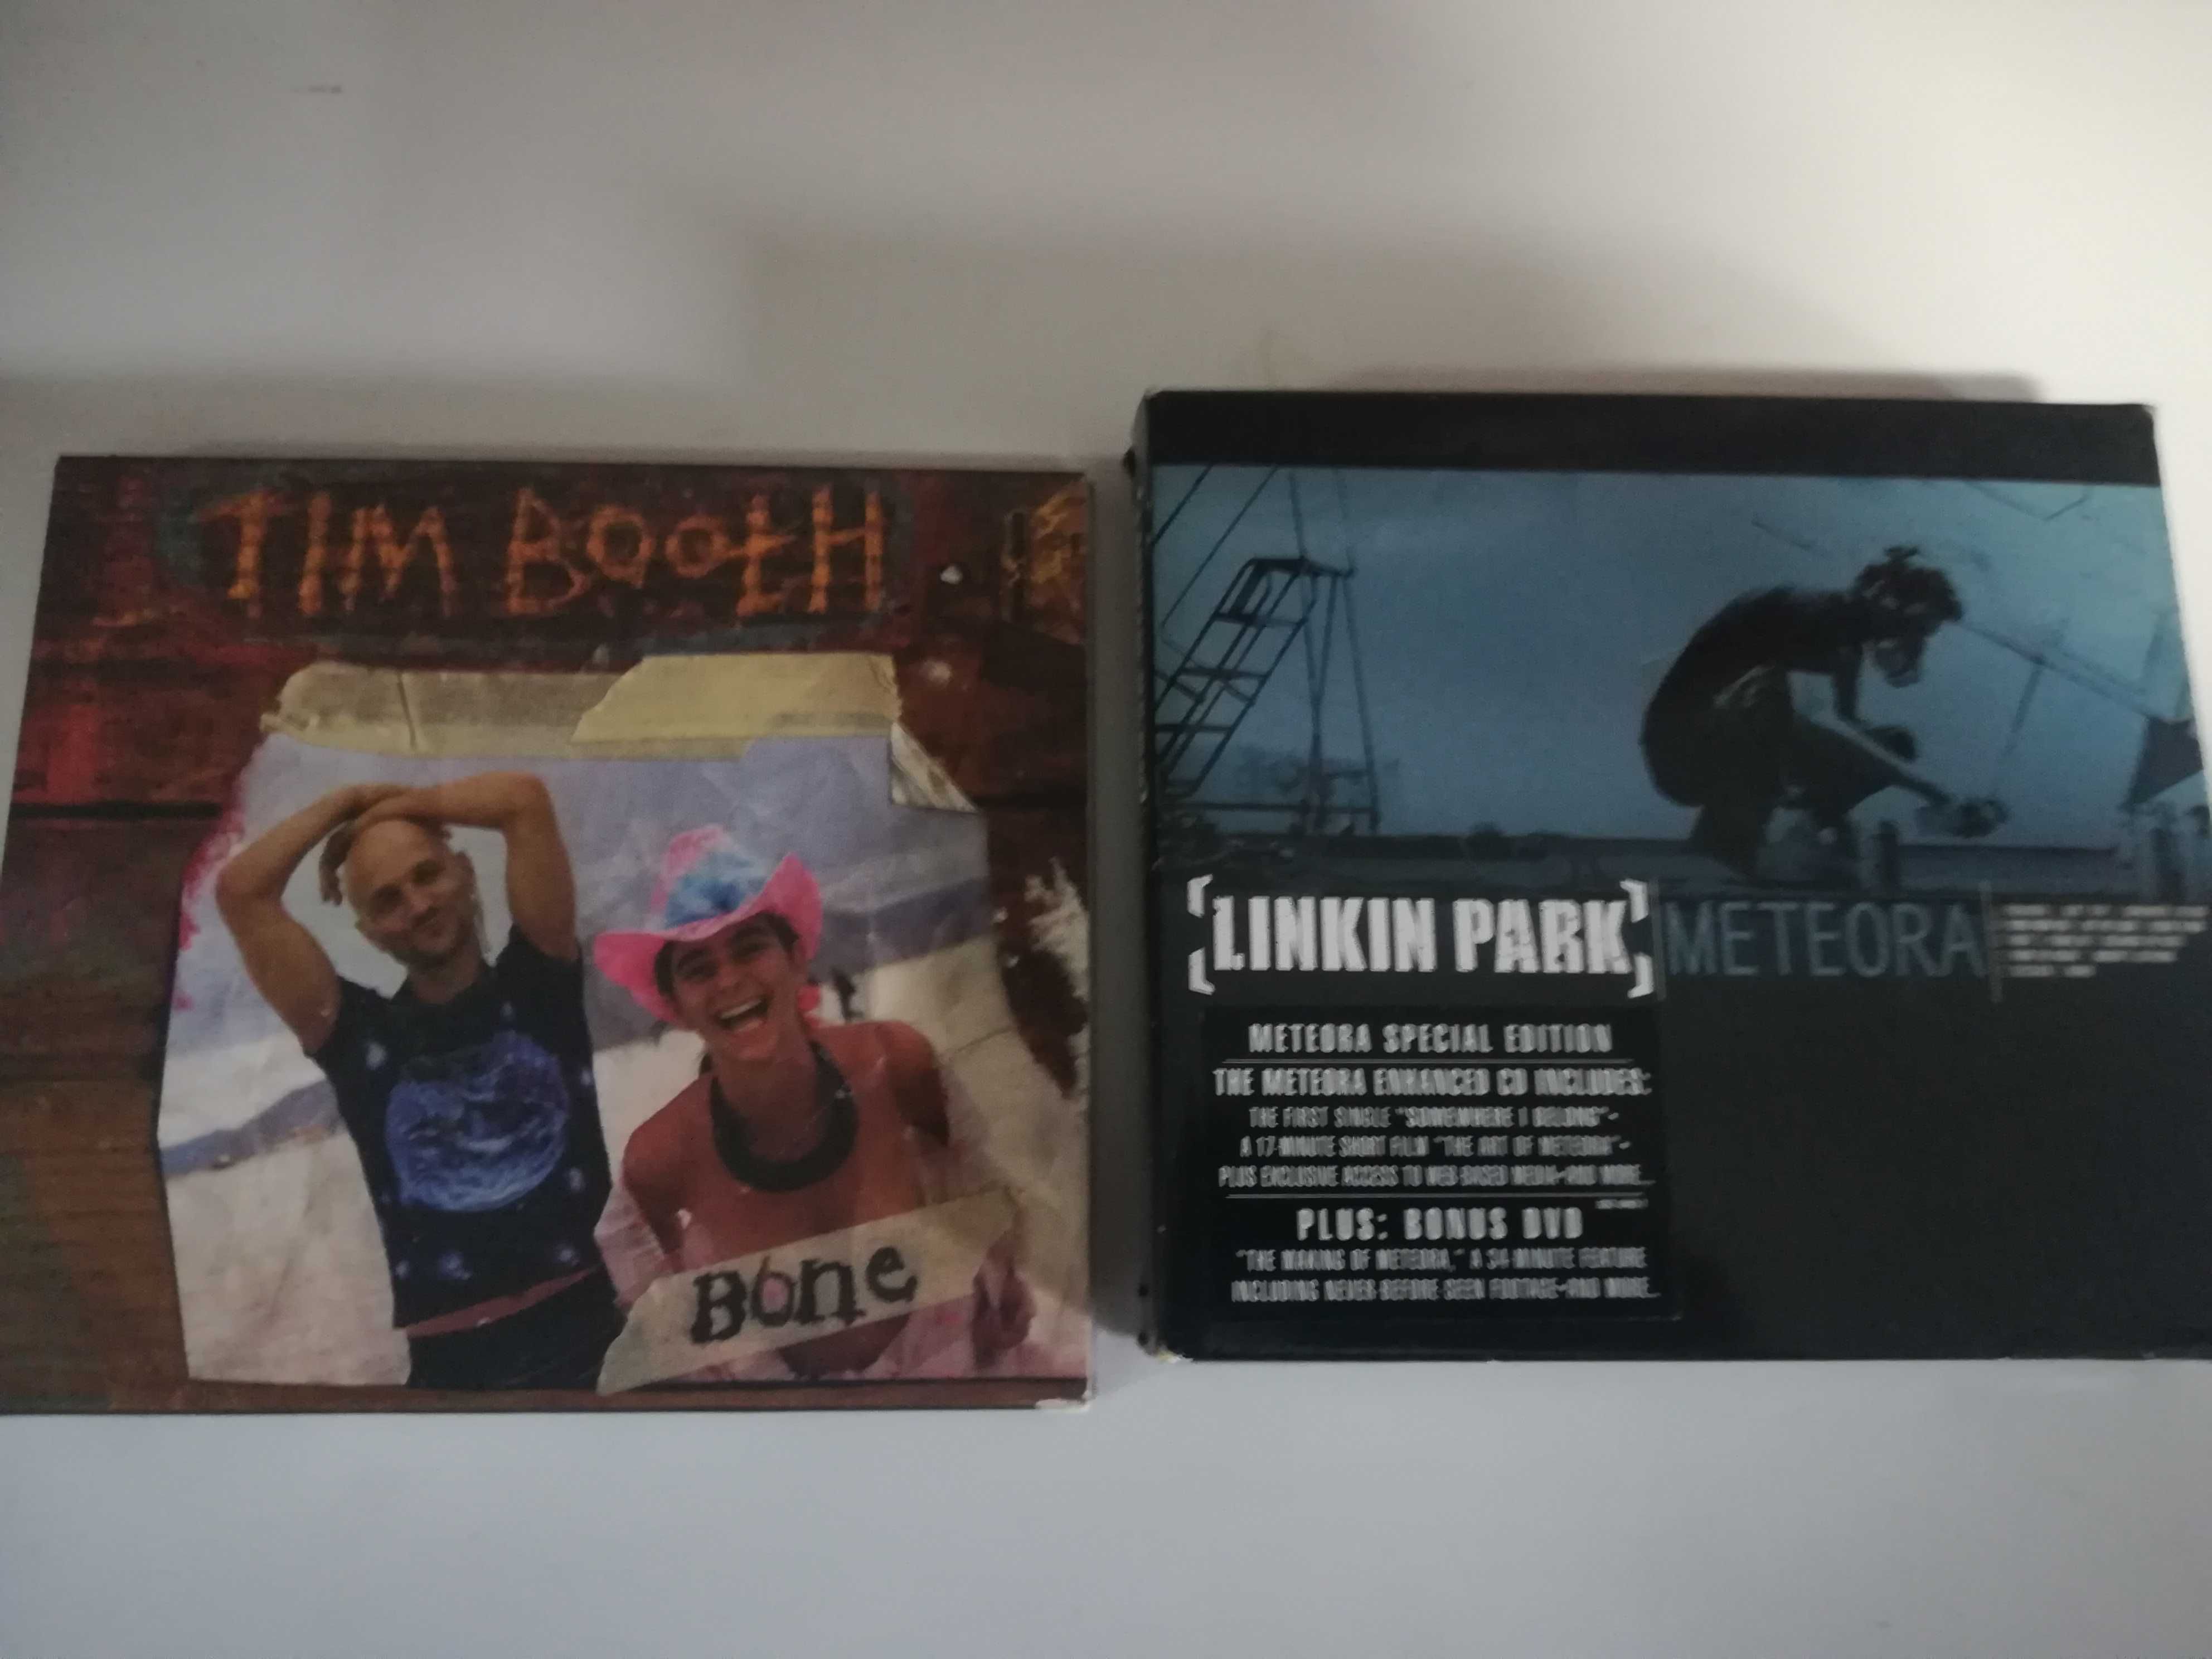 TIM BOOTH
Bone
[LINKIN PARK] METEORA
METEORA SPECIAL EDITION
THE METEORA ENHANCED CD INCLUDES:
THE FIRST SINGLE "SOMEWHERE I BELONG"-
A 17-MINUTE SHORT FILM "THE ART OF METEORA"-
PLUS EXCLUSIVE ACCESS TO WEB-BASED MEDIA-AND MORE...
PLUS: BONUS DVD
"THE MAKING OF METEORA," A 34-MINUTE FEATURE
INCLUDING NEVER-BEFORE SEEN FOOTAGE-AND MORE...